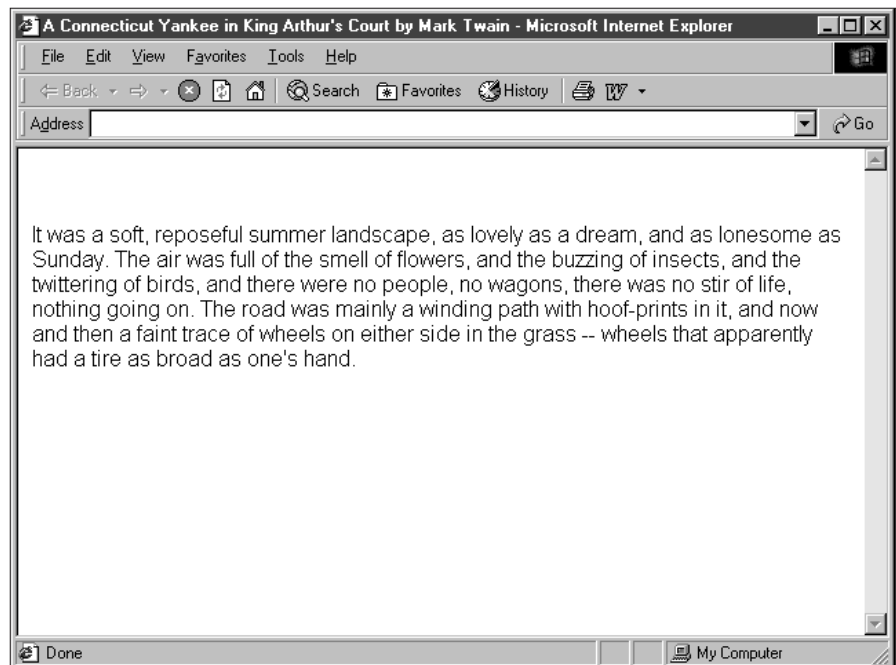 A Connecticut Yankee in King Arthur's Court by Mark Twain - Microsoft Internet Explorer
File Edit View Favorites Tools Help
Back Search Favorites History
Address Go
It was a soft, reposeful summer landscape, as lovely as a dream, and as lonesome as
Sunday. The air was full of the smell of flowers, and the buzzing of insects, and the
twittering of birds, and there were no people, no wagons, there was no stir of life,
nothing going on. The road was mainly a winding path with hoof-prints in it, and now
and then a faint trace of wheels on either side in the grass -- wheels that apparently
had a tire as broad as one's hand.
Done My Computer